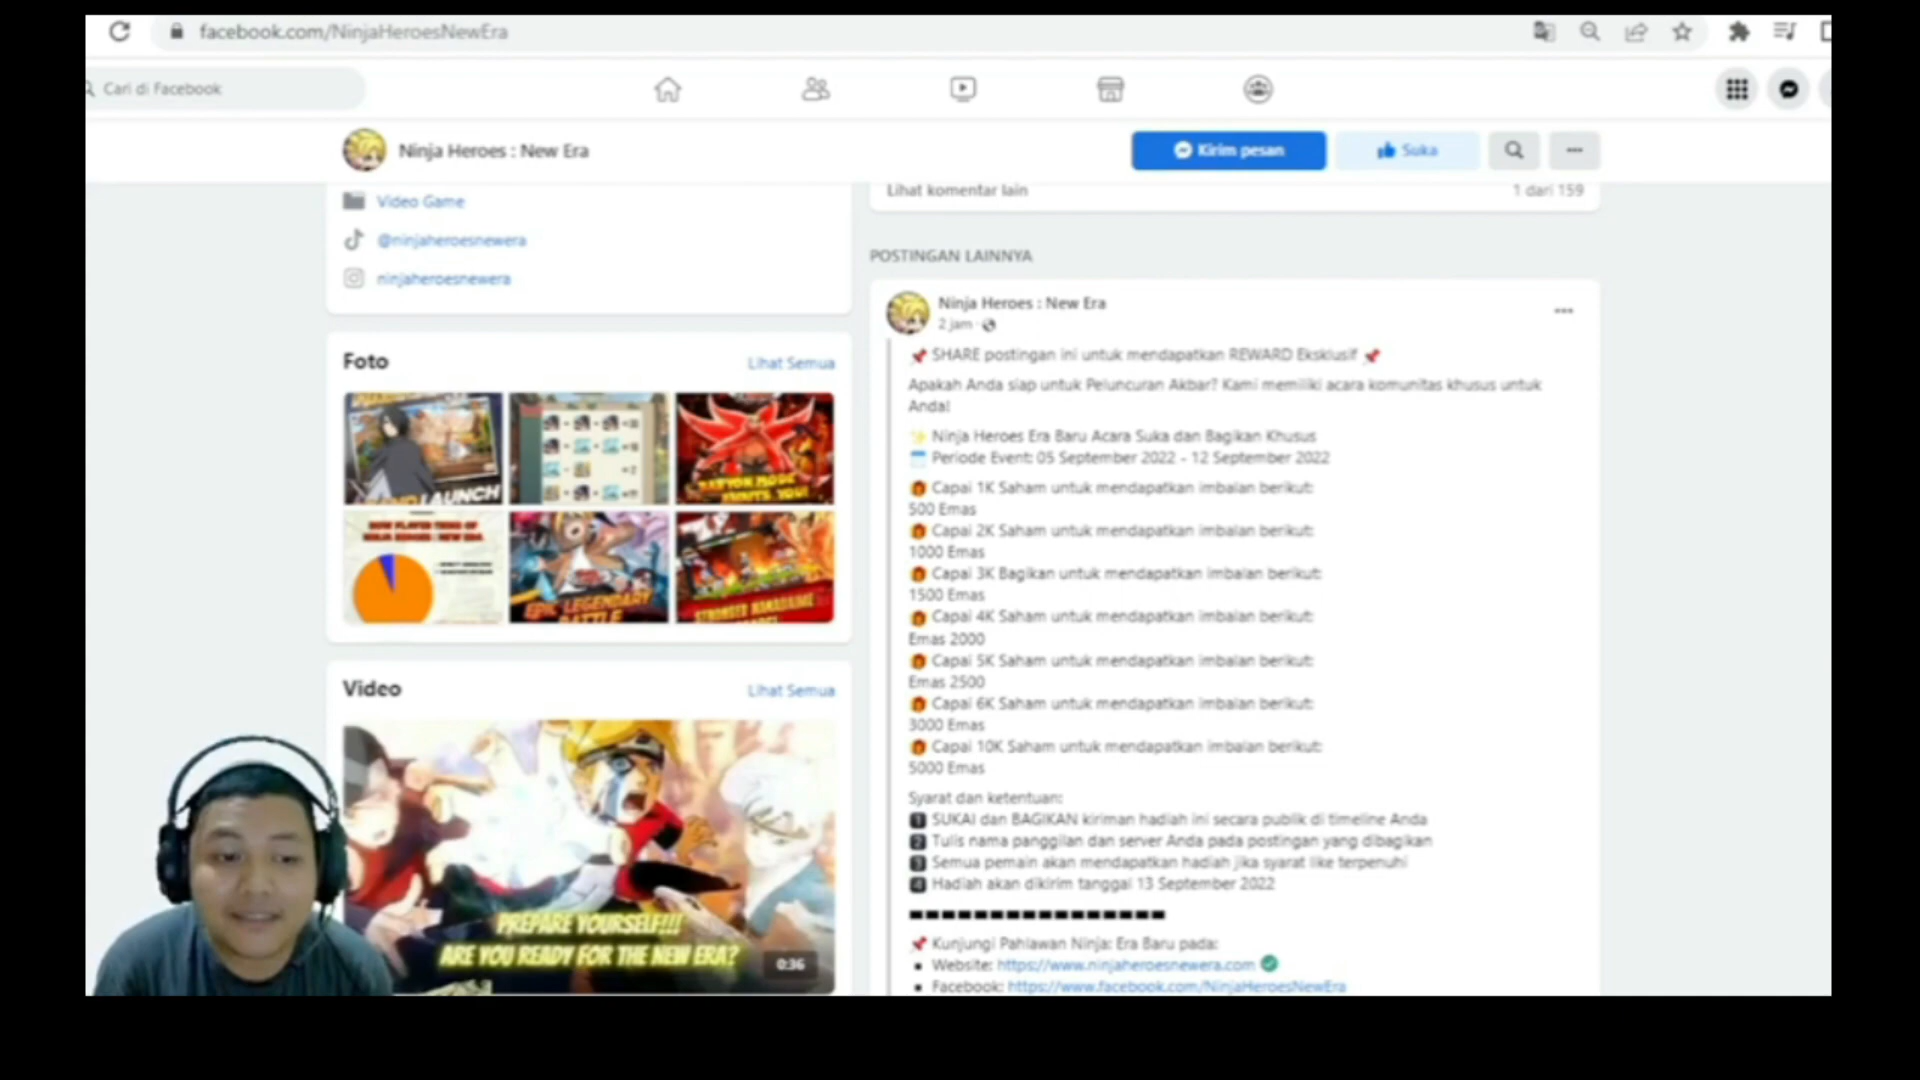 facebook.com/NinjaHeroesNewEra
Cari di Facebook
Ninja Heroes : New Era
Kirim pesan
Suka
Video Game
@ninjaheroesnewera
ninjaheroesnewera
Foto
Lihat Semua
LAUNCH
EPIC LEGENDARY
BATTLE
Video
Lihat Semua
PREPARE YOURSELF!!!
ARE YOU READY FOR THE NEW ERA?
0:36
Lihat komentar lain
1 dari 159
POSTINGAN LAINNYA
Ninja Heroes : New Era
2 jam ·
SHARE postingan ini untuk mendapatkan REWARD Eksklusif
Apakah Anda siap untuk Peluncuran Akbar? Kami memiliki acara komunitas khusus untuk
Anda!
Ninja Heroes Era Baru Acara Suka dan Bagikan Khusus
Periode Event: 05 September 2022 - 12 September 2022
Capai 1K Saham untuk mendapatkan imbalan berikut:
500 Emas
Capai 2K Saham untuk mendapatkan imbalan berikut:
1000 Emas
Capai 3K Bagikan untuk mendapatkan imbalan berikut:
1500 Emas
Capai 4K Saham untuk mendapatkan imbalan berikut:
Emas 2000
Capai 5K Saham untuk mendapatkan imbalan berikut:
Emas 2500
Capai 6K Saham untuk mendapatkan imbalan berikut:
3000 Emas
Capai 10K Saham untuk mendapatkan imbalan berikut:
5000 Emas
Syarat dan ketentuan:
1 SUKAI dan BAGIKAN kiriman hadiah ini secara publik di timeline Anda
2 Tulis nama panggilan dan server Anda pada postingan yang dibagikan
3 Semua pemain akan mendapatkan hadiah jika syarat like terpenuhi
4 Hadiah akan dikirim tanggal 13 September 2022
Kunjungi Pahlawan Ninja: Era Baru pada:
Website: https://www.ninjaheroesnewera.com
Facebook: https://www.facebook.com/NinjaHeroesNewEra